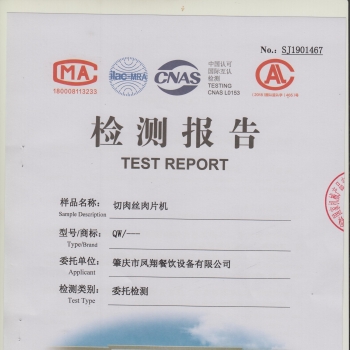 No.: SJ1901467
MA
180008113233
ilac-MRA
CNAS
中国认可
国际互认
检测
TESTING
CNAS L0153
CAL
检测报告
TEST REPORT
样品名称: 切肉丝肉片机
Sample Description
型号/商标: QW/---
Type/Brand
委托单位: 肇庆市凤翔餐饮设备有限公司
Applicant
检测类别: 委托检测
Test Type